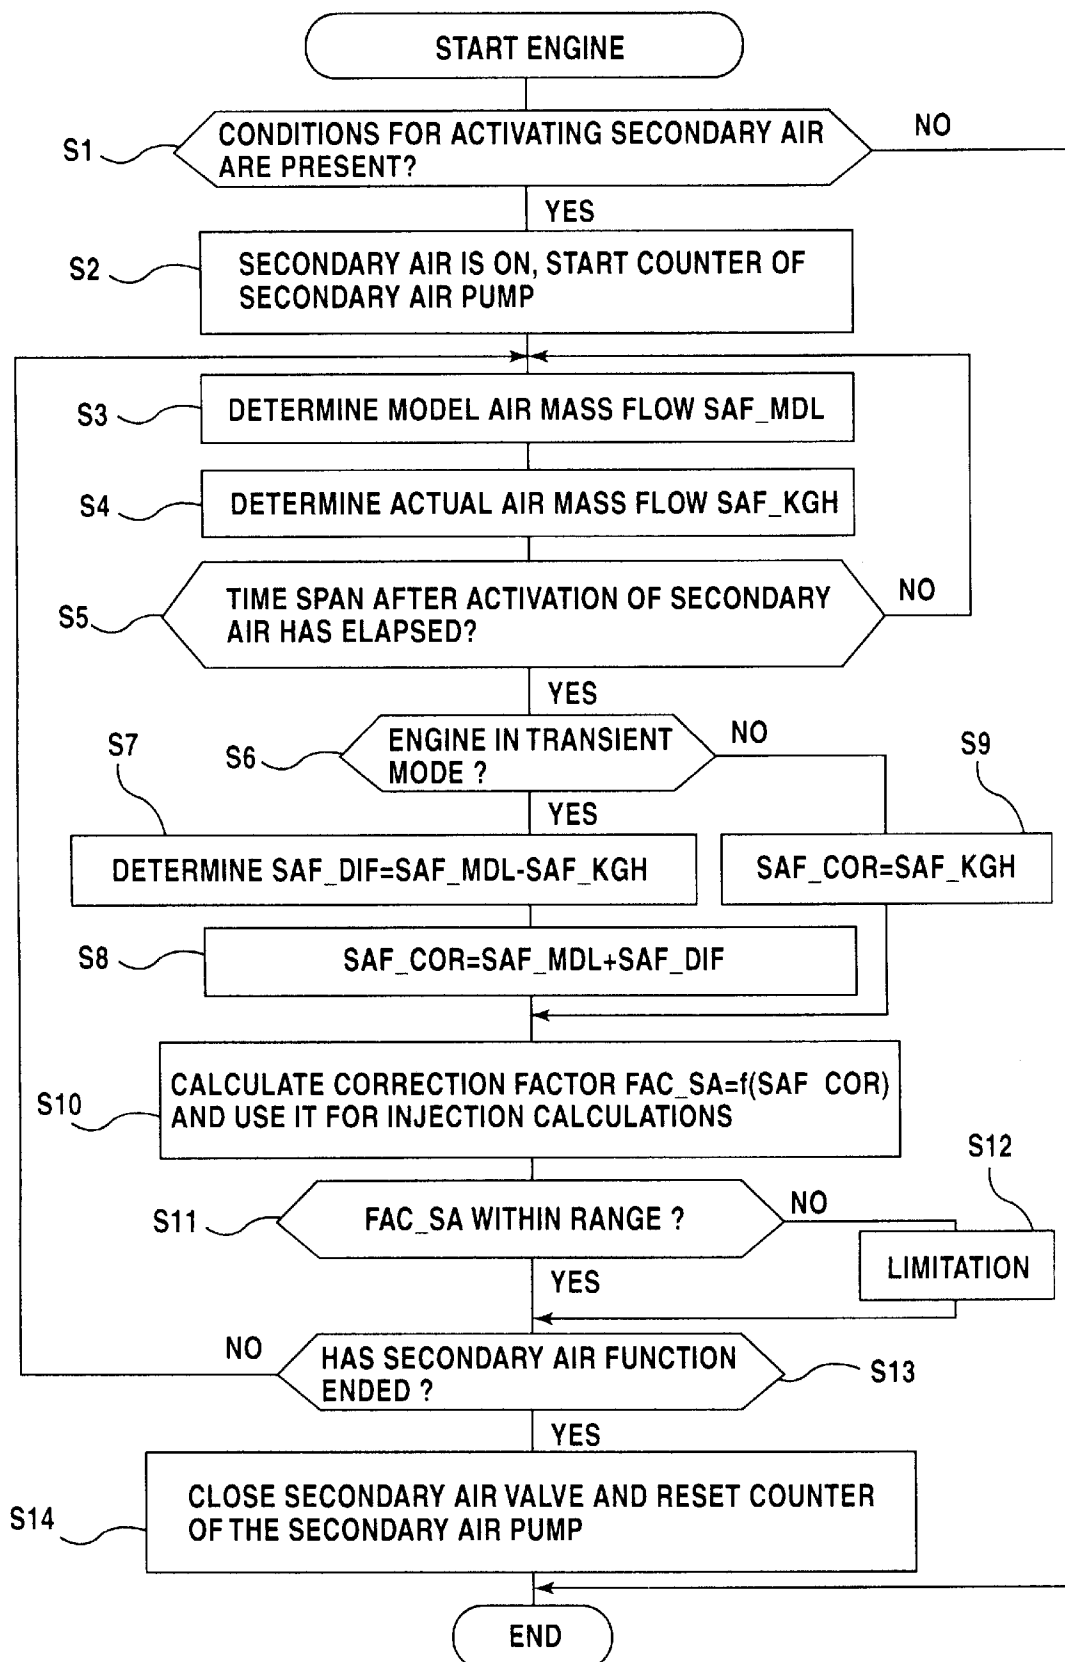 START ENGINE
S1
CONDITIONS FOR ACTIVATING SECONDARY AIR
ARE PRESENT?
NO
YES
S2
SECONDARY AIR IS ON, START COUNTER OF
SECONDARY AIR PUMP
S3
DETERMINE MODEL AIR MASS FLOW SAF_MDL
S4
DETERMINE ACTUAL AIR MASS FLOW SAF_KGH
S5
TIME SPAN AFTER ACTIVATION OF SECONDARY
AIR HAS ELAPSED?
NO
YES
S6
ENGINE IN TRANSIENT
MODE ?
NO
YES
S7
DETERMINE SAF_DIF=SAF_MDL-SAF_KGH
S9
SAF_COR=SAF_KGH
S8
SAF_COR=SAF_MDL+SAF_DIF
S10
CALCULATE CORRECTION FACTOR FAC_SA=f(SAF COR)
AND USE IT FOR INJECTION CALCULATIONS
S11
FAC_SA WITHIN RANGE ?
NO
S12
LIMITATION
YES
S13
HAS SECONDARY AIR FUNCTION
ENDED ?
NO
YES
S14
CLOSE SECONDARY AIR VALVE AND RESET COUNTER
OF THE SECONDARY AIR PUMP
END